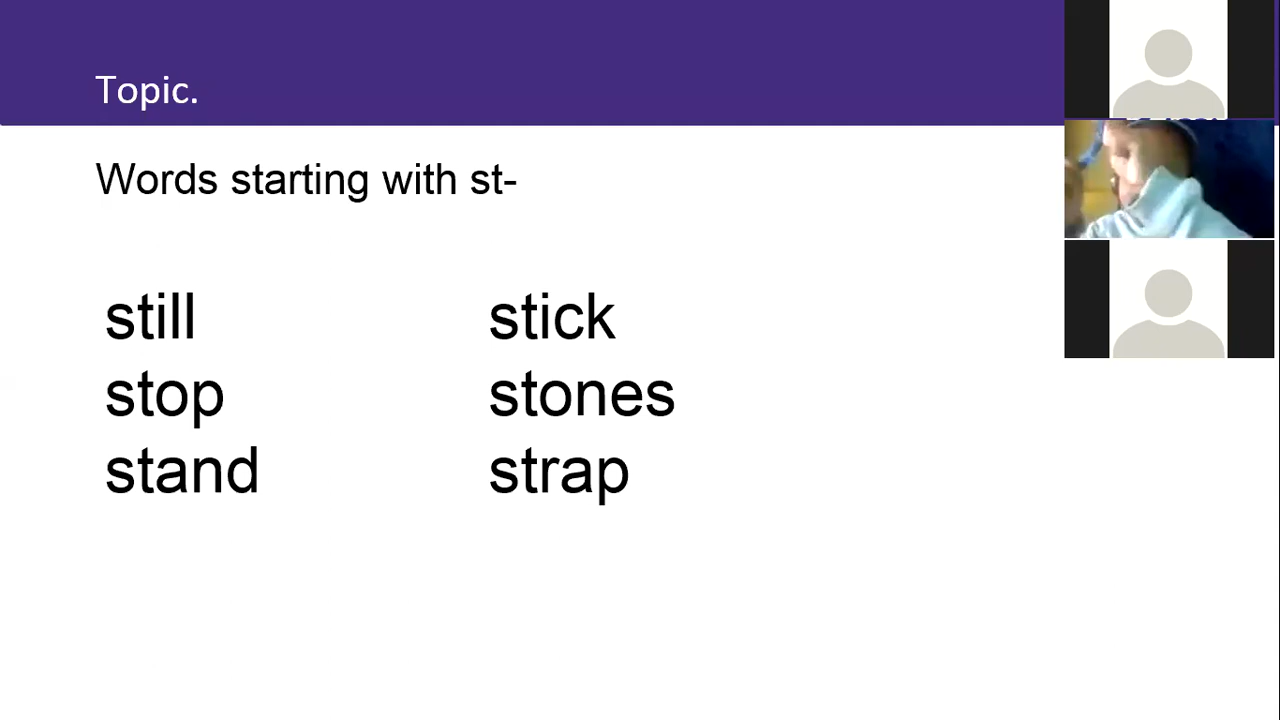 Topic.
Words starting with st-
still
stop
stand
stick
stones
strap